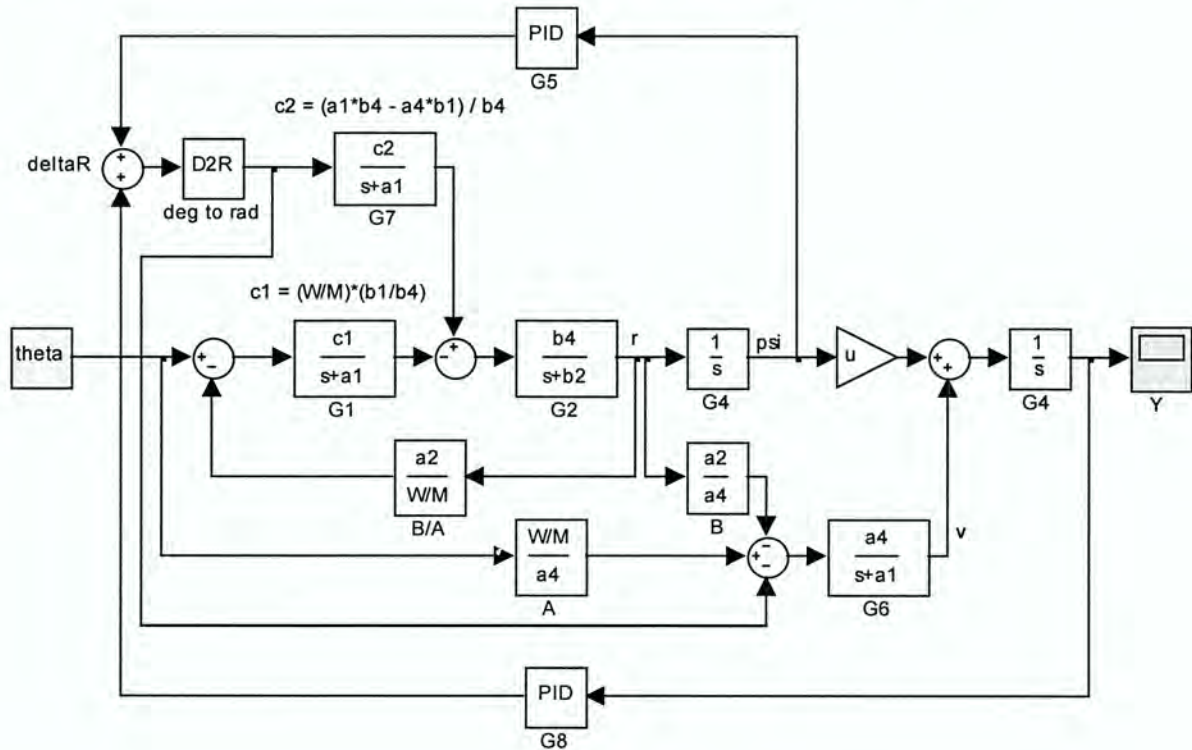 PID
G5
c2 = (a1*b4 - a4*b1) / b4
deltaR
+
+
D2R
deg to rad
c2
s+a1
G7
c1 = (W/M)*(b1/b4)
theta
+
−
c1
s+a1
G1
−
+
b4
s+b2
G2
r
1
s
G4
psi
u
+
+
1
s
G4
Y
a2
W/M
B/A
a2
a4
B
W/M
a4
A
−
+
−
a4
s+a1
G6
v
PID
G8